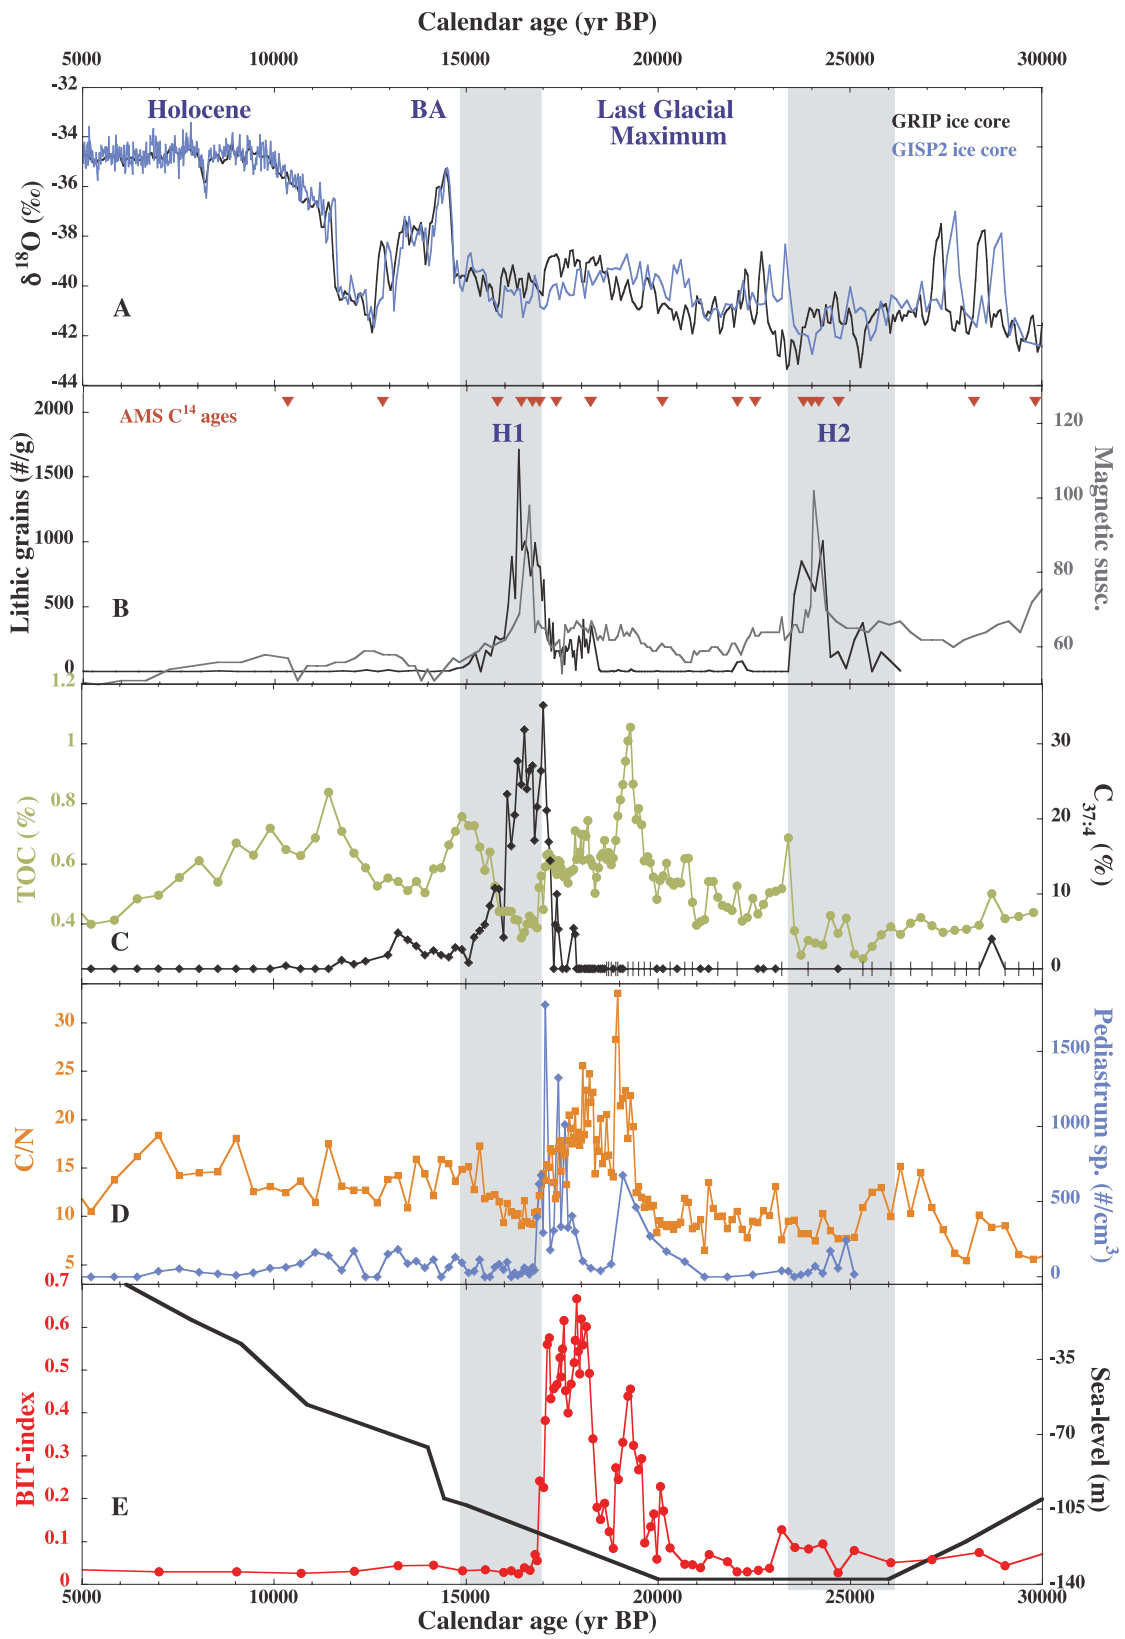 Calendar age (yr BP)
5000 10000 15000 20000 25000 30000
-32
-34
-36
-38
-40
-42
-44
δ 18O (‰)
Holocene
BA
Last Glacial
Maximum
GRIP ice core
GISP2 ice core
A
2000
1500
1000
500
0
Lithic grains (#/g)
AMS C14 ages
H1
H2
120
100
80
60
Magnetic susc.
B
1.2
1
0.8
0.6
0.4
TOC (%)
30
20
10
0
C37:4 (%)
C
30
25
20
15
10
5
C/N
1500
1000
500
0
Pediastrum sp. (#/cm3)
D
0.7
0.6
0.5
0.4
0.3
0.2
0.1
0
BIT-index
-35
-70
-105
-140
Sea-level (m)
E
5000 10000 15000 20000 25000 30000
Calendar age (yr BP)